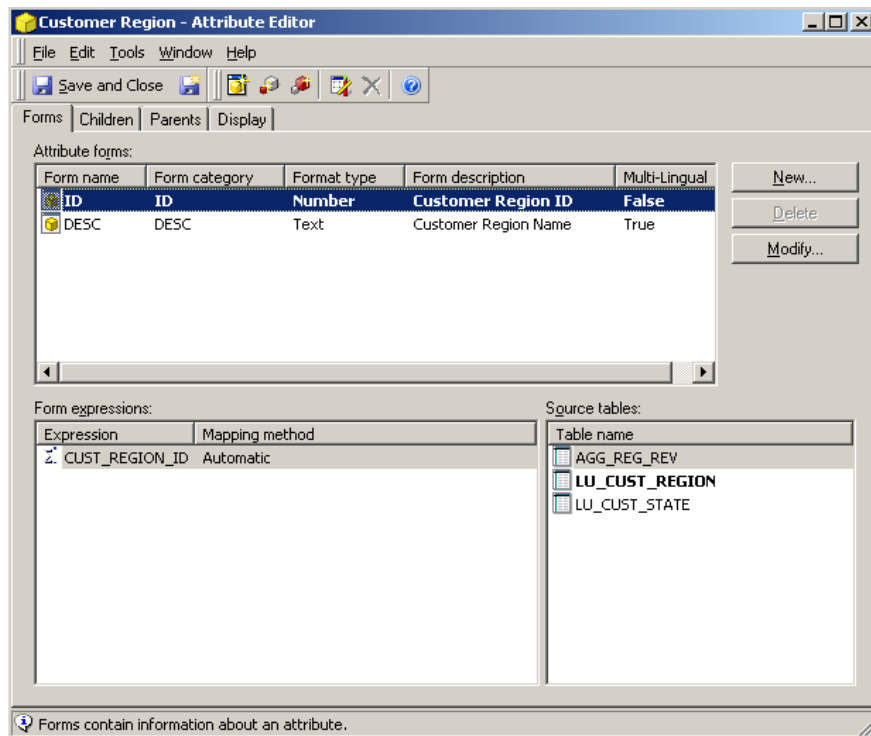 Customer Region - Attribute Editor
File Edit Tools Window Help
Save and Close
Forms Children Parents Display
Attribute forms:
Form name Form category Format type Form description Multi-Lingual
ID ID Number Customer Region ID False
DESC DESC Text Customer Region Name True
New...
Delete
Modify...
Form expressions:
Expression Mapping method
CUST_REGION_ID Automatic
Source tables:
Table name
AGG_REG_REV
LU_CUST_REGION
LU_CUST_STATE
Forms contain information about an attribute.